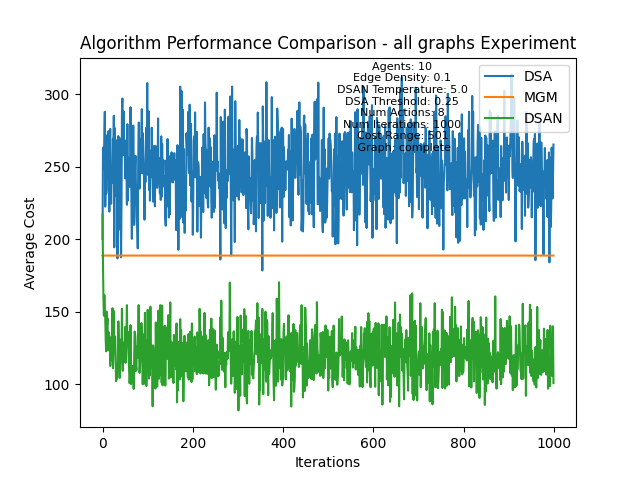 Algorithm Performance Comparison - all graphs Experiment
Agents: 10
Edge Density: 0.1
DSAN Temperature: 5.0
DSA Threshold: 0.25
Num Actions: 8
Num Iterations: 1000
Cost Range: 501
Graph: complete
DSA
MGM
DSAN
300
250
200
150
100
Average Cost
0
200
400
600
800
1000
Iterations